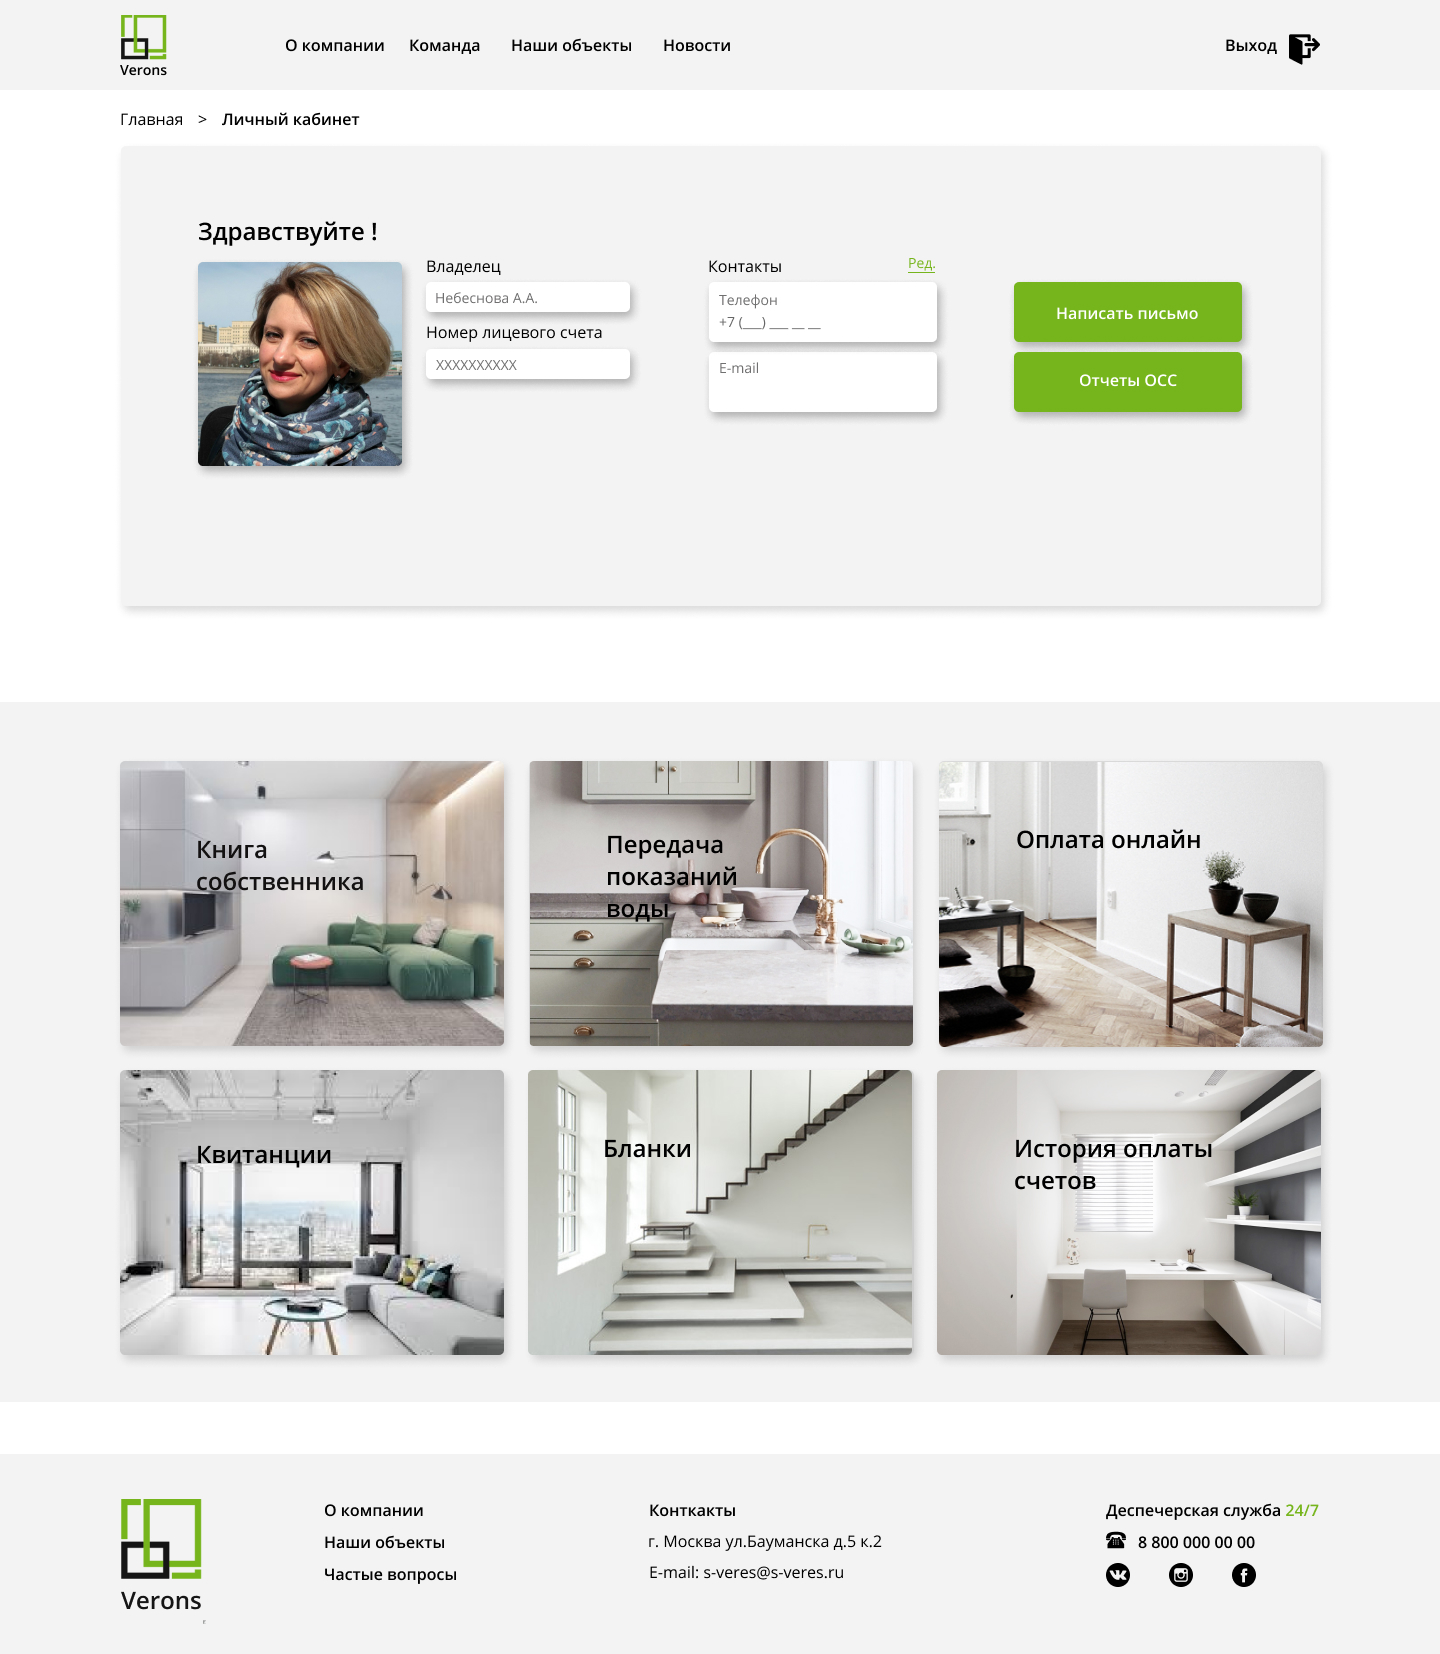 Verons
О компании
Команда
Наши объекты
Новости
Выход
Главная > Личный кабинет
Здравствуйте !
Владелец
Небеснова А.А.
Номер лицевого счета
XXXXXXXXXX
Контакты
Ред.
Телефон
+7 (___) ___ __ __
E-mail
Написать письмо
Отчеты ОСС
Книга
собственника
Передача
показаний
воды
Оплата онлайн
Квитанции
Бланки
История оплаты
счетов
Verons
О компании
Наши объекты
Частые вопросы
Конткакты
г. Москва ул.Бауманска д.5 к.2
E-mail: s-veres@s-veres.ru
Деспечерская служба 24/7
8 800 000 00 00